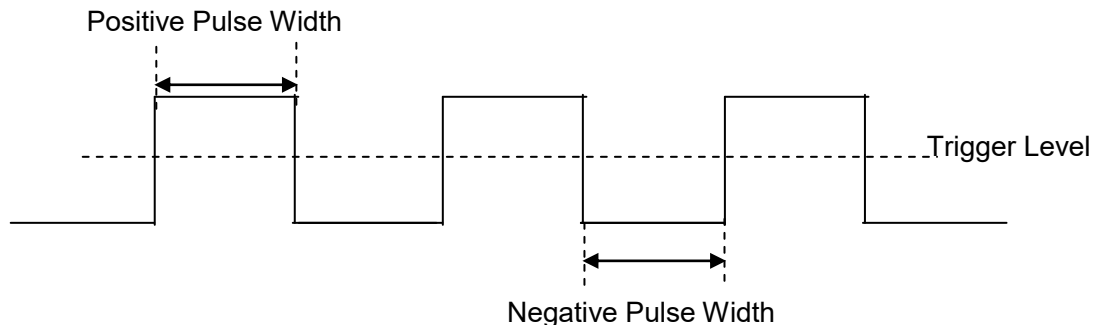 Positive Pulse Width
Trigger Level
Negative Pulse Width